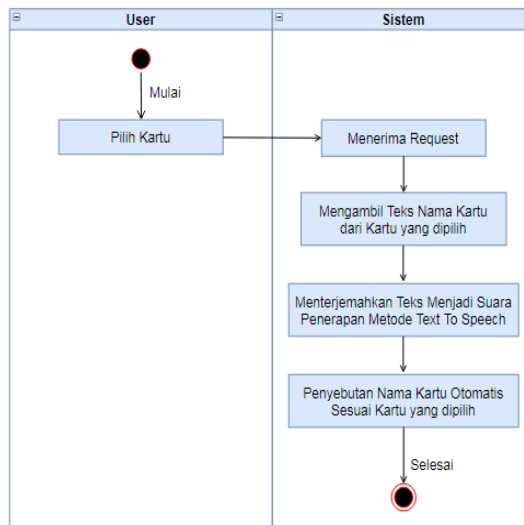 User
Sistem
Mulai
Pilih Kartu
Menerima Request
Mengambil Teks Nama Kartu
dari Kartu yang dipilih
Menterjemahkan Teks Menjadi Suara
Penerapan Metode Text To Speech
Penyebutan Nama Kartu Otomatis
Sesuai Kartu yang dipilih
Selesai